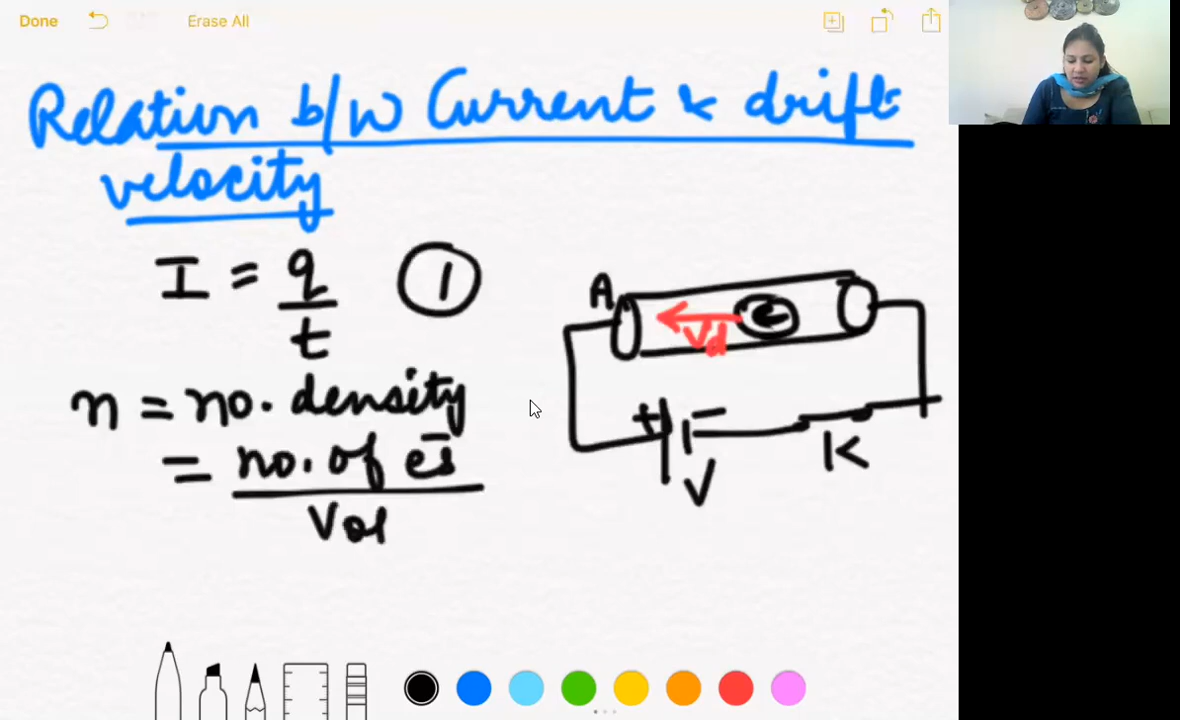 Done Erase All
Relation b/w Current & drift
velocity
I = q/t ①
n = no. density
= no. of e̅s
Vol
A
Vd
+
V
K